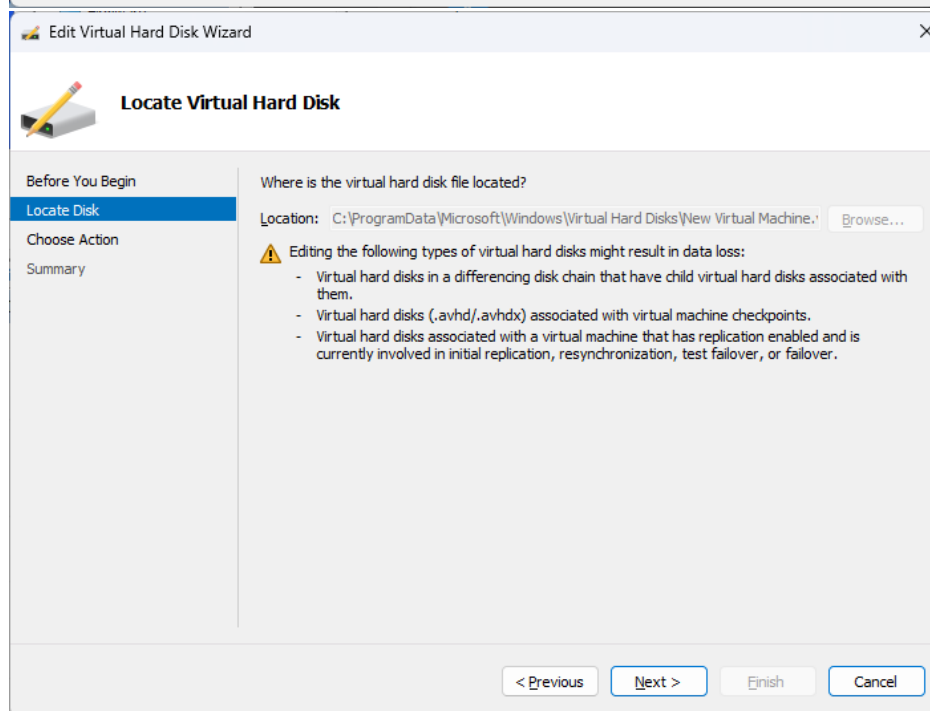 Edit Virtual Hard Disk Wizard
Locate Virtual Hard Disk
Before You Begin
Locate Disk
Choose Action
Summary
Where is the virtual hard disk file located?
Location: C:\ProgramData\Microsoft\Windows\Virtual Hard Disks\New Virtual Machine.
Browse...
Editing the following types of virtual hard disks might result in data loss:
- Virtual hard disks in a differencing disk chain that have child virtual hard disks associated with
them.
- Virtual hard disks (.avhd/.avhdx) associated with virtual machine checkpoints.
- Virtual hard disks associated with a virtual machine that has replication enabled and is
currently involved in initial replication, resynchronization, test failover, or failover.
< Previous
Next >
Finish
Cancel